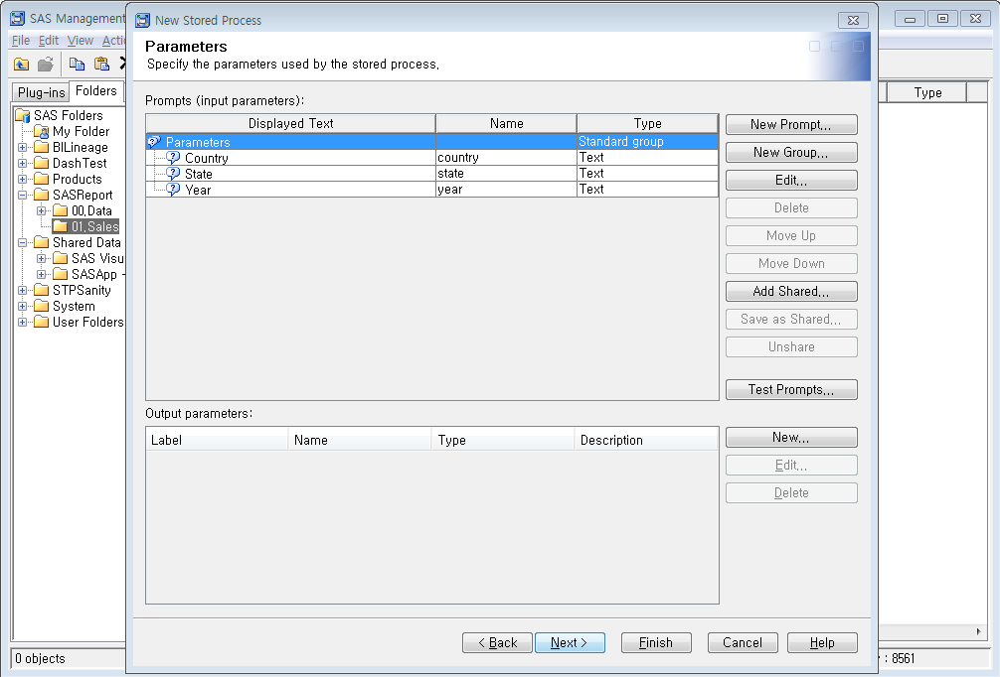 SAS Management
New Stored Process
File Edit View Actio
Parameters
Specify the parameters used by the stored process.
Plug-ins Folders
SAS Folders
My Folder
BILineage
DashTest
Products
SASReport
00.Data
01.Sales
Shared Data
SAS Visu
SASApp -
STPSanity
System
User Folders
0 objects
Prompts (input parameters):
Displayed Text Name Type
Parameters Standard group
Country country Text
State state Text
Year year Text
New Prompt...
New Group...
Edit...
Delete
Move Up
Move Down
Add Shared...
Save as Shared...
Unshare
Test Prompts...
Output parameters:
Label Name Type Description
New...
Edit...
Delete
< Back Next > Finish Cancel Help
Type
: 8561